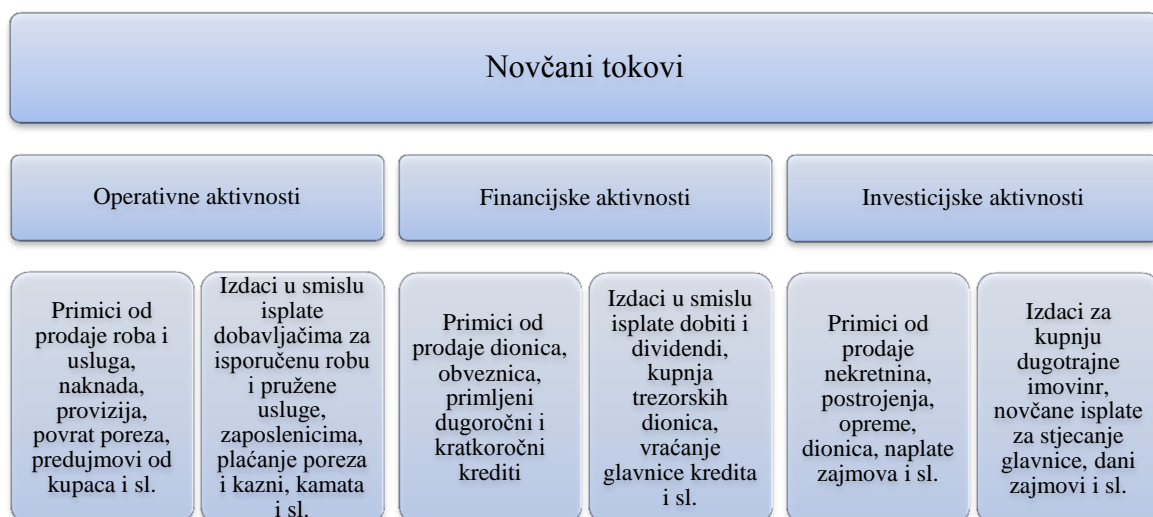 Novčani tokovi
Operativne aktivnosti
Financijske aktivnosti
Investicijske aktivnosti
Primici od
prodaje roba i
usluga,
naknada,
provizija,
povrat poreza,
predujmovi od
kupaca i sl.
Izdaci u smislu
isplate
dobavljačima za
isporučenu robu
i pružene
usluge,
zaposlenicima,
plaćanje poreza
i kazni, kamata
i sl.
Primici od
prodaje dionica,
obveznica,
primljeni
dugoročni i
kratkoročni
krediti
Izdaci u smislu
isplate dobiti i
dividendi,
kupnja
trezorskih
dionica,
vraćanje
glavnice kredita
i sl.
Primici od
prodaje
nekretnina,
postrojenja,
opreme,
dionica, naplate
zajmova i sl.
Izdaci za
kupnju
dugotrajne
imovinr,
novčane isplate
za stjecanje
glavnice, dani
zajmovi i sl.